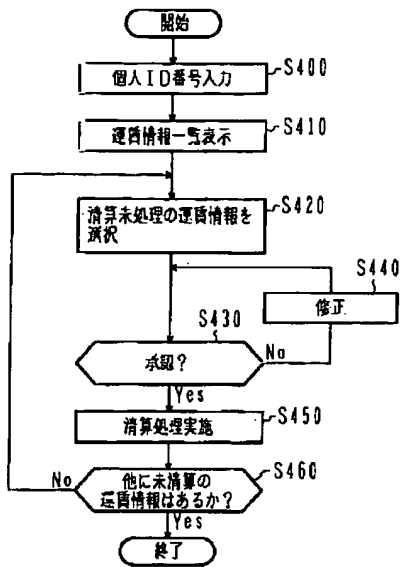 開始
個人ID番号入力
S400
運賃情報一覧表示
S410
清算未処理の運賃情報を
選択
S420
S440
修正
S430
承認?
No
Yes
清算処理実施
S450
他に未清算の
運賃情報はあるか?
S460
No
Yes
終了